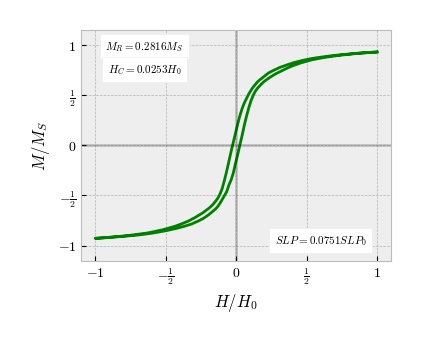 1
M_R = 0.2816M_S
H_C = 0.0253H_0
1/2
M/M_S
0
−1/2
SLP = 0.0751SLP_0
−1
−1 −1/2 0 1/2 1
H/H_0